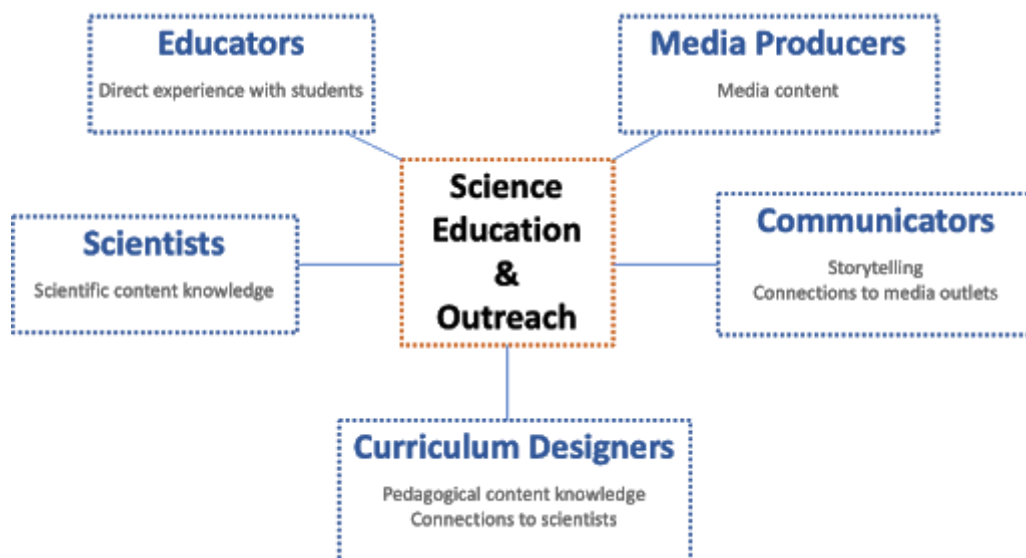 Educators
Direct experience with students
Media Producers
Media content
Science
Education
&
Outreach
Scientists
Scientific content knowledge
Communicators
Storytelling
Connections to media outlets
Curriculum Designers
Pedagogical content knowledge
Connections to scientists